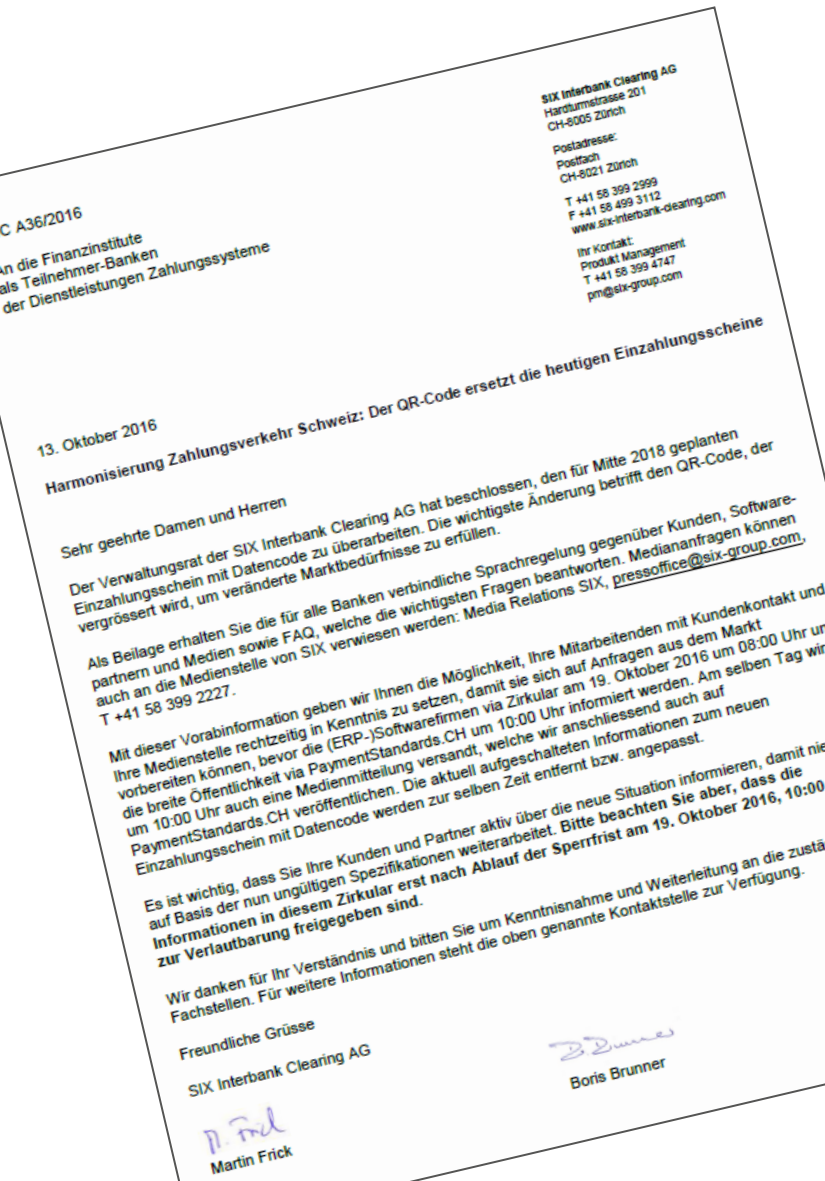 SIX Interbank Clearing AG
Hardturmstrasse 201
CH-8005 Zürich
Postadresse:
Postfach
CH-8021 Zürich
T +41 58 399 2999
F +41 58 499 3112
www.six-interbank-clearing.com
Ihr Kontakt:
Produkt Management
T +41 58 399 4747
pm@six-group.com
C A36/2016
An die Finanzinstitute
als Teilnehmer-Banken
der Dienstleistungen Zahlungssysteme
13. Oktober 2016
Harmonisierung Zahlungsverkehr Schweiz: Der QR-Code ersetzt die heutigen Einzahlungsscheine
Sehr geehrte Damen und Herren
Der Verwaltungsrat der SIX Interbank Clearing AG hat beschlossen, den für Mitte 2018 geplanten
Einzahlungsschein mit Datencode zu überarbeiten. Die wichtigste Änderung betrifft den QR-Code, der
vergrössert wird, um veränderte Marktbedürfnisse zu erfüllen.
Als Beilage erhalten Sie die für alle Banken verbindliche Sprachregelung gegenüber Kunden, Software-
partnern und Medien sowie FAQ, welche die wichtigsten Fragen beantworten. Medienanfragen können
auch an die Medienstelle von SIX verwiesen werden: Media Relations SIX, pressoffice@six-group.com,
T +41 58 399 2227.
Mit dieser Vorabinformation geben wir Ihnen die Möglichkeit, Ihre Mitarbeitenden mit Kundenkontakt und
Ihre Medienstelle rechtzeitig in Kenntnis zu setzen, damit sie sich auf Anfragen aus dem Markt
vorbereiten können, bevor die (ERP-)Softwarefirmen via Zirkular am 19. Oktober 2016 um 08:00 Uhr un
die breite Öffentlichkeit via PaymentStandards.CH um 10:00 Uhr informiert werden. Am selben Tag wir
um 10:00 Uhr auch eine Medienmitteilung versandt, welche wir anschliessend auch auf
PaymentStandards.CH veröffentlichen. Die aktuell aufgeschalteten Informationen zum neuen
Einzahlungsschein mit Datencode werden zur selben Zeit entfernt bzw. angepasst.
Es ist wichtig, dass Sie Ihre Kunden und Partner aktiv über die neue Situation informieren, damit nie
auf Basis der nun ungültigen Spezifikationen weiterarbeitet. Bitte beachten Sie aber, dass die
Informationen in diesem Zirkular erst nach Ablauf der Sperrfrist am 19. Oktober 2016, 10:00
zur Verlautbarung freigegeben sind.
Wir danken für Ihr Verständnis und bitten Sie um Kenntnisnahme und Weiterleitung an die zustä
Fachstellen. Für weitere Informationen steht die oben genannte Kontaktstelle zur Verfügung.
Freundliche Grüsse
SIX Interbank Clearing AG
M. Frick
B. Brunner
Martin Frick
Boris Brunner